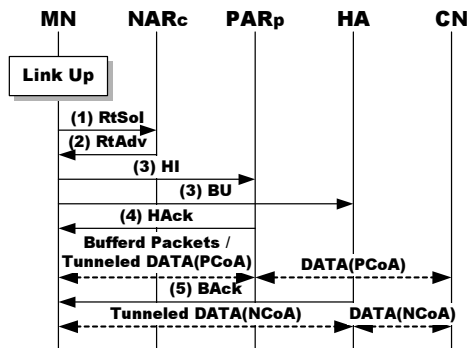 MN NARc PARp HA CN
Link Up
(1) RtSol
(2) RtAdv
(3) HI
(3) BU
(4) HAck
Bufferd Packets /
Tunneled DATA(PCoA) DATA(PCoA)
(5) BAck
Tunneled DATA(NCoA) DATA(NCoA)